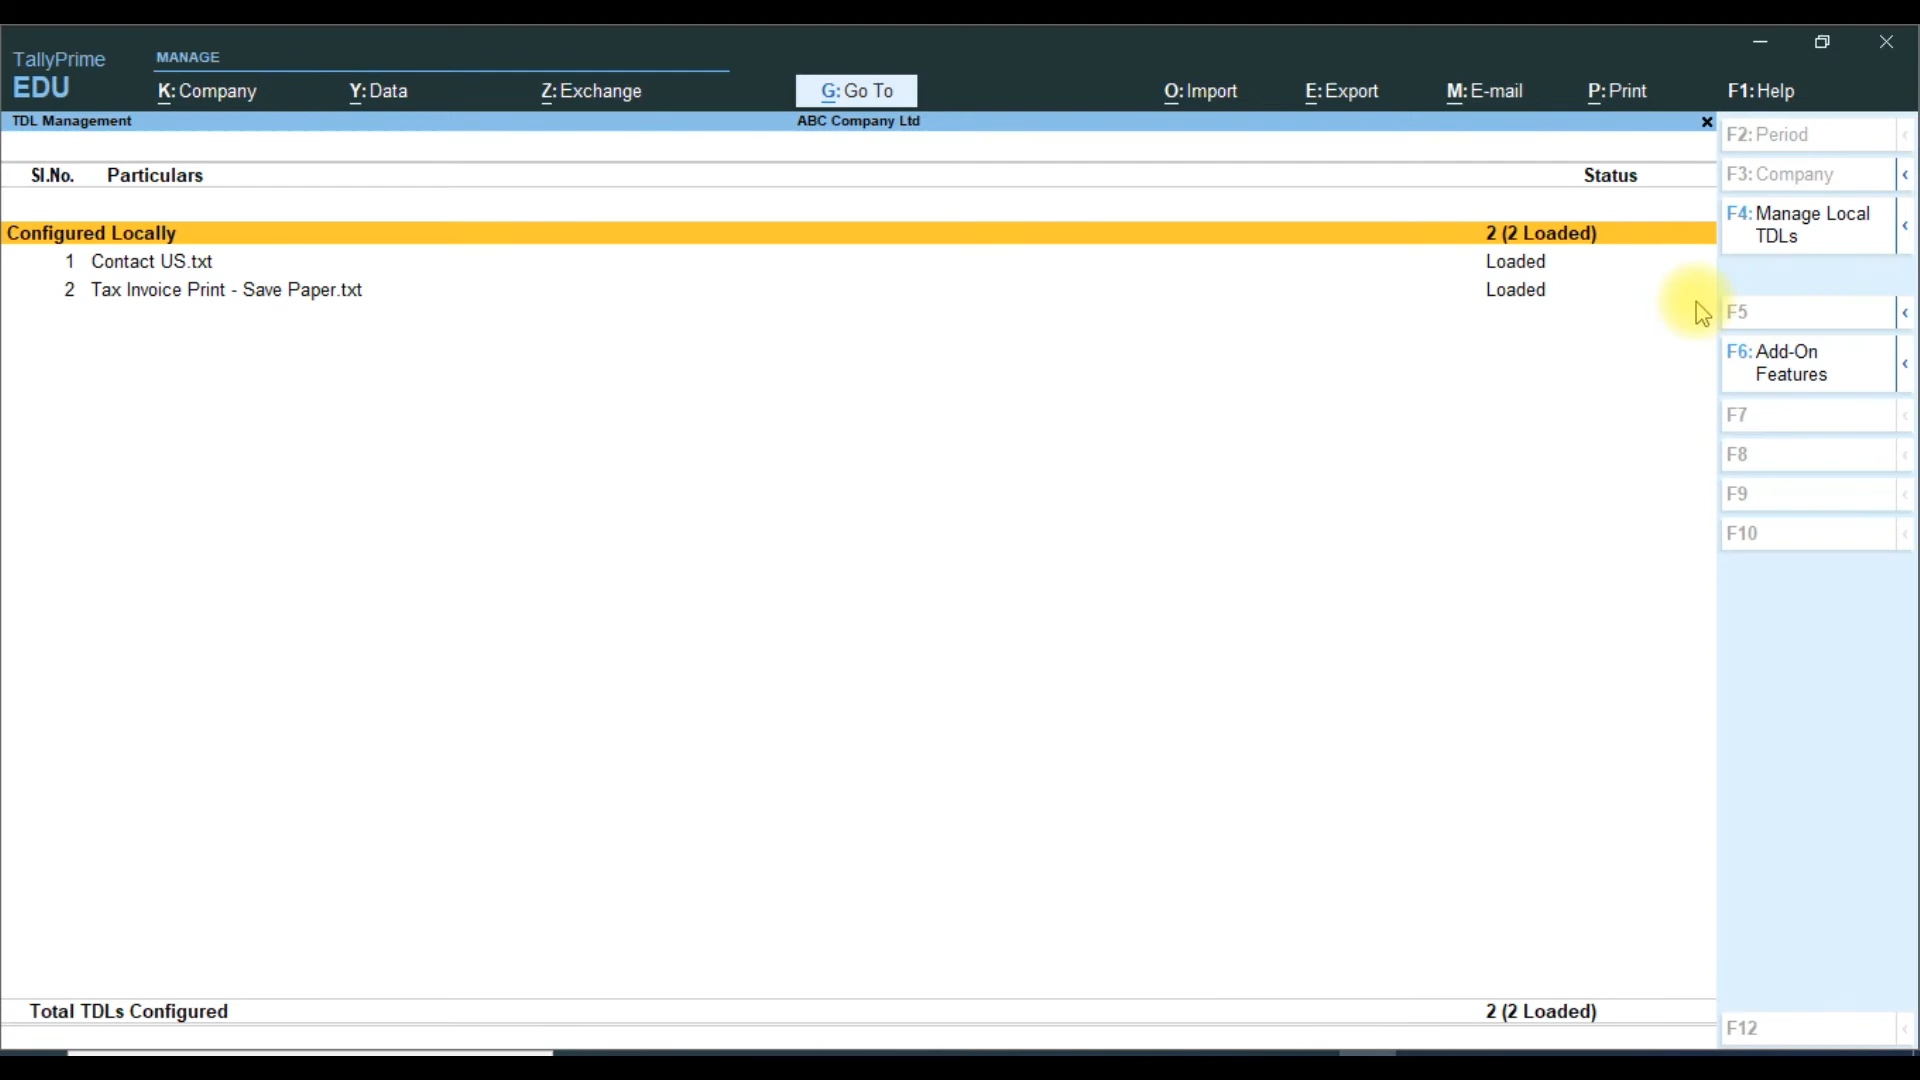 TallyPrime
EDU
MANAGE
K: Company
Y: Data
Z: Exchange
G: Go To
O: Import
E: Export
M: E-mail
P: Print
F1: Help
TDL Management
ABC Company Ltd
Sl.No.
Particulars
Status
Configured Locally
2 (2 Loaded)
1 Contact US.txt
Loaded
2 Tax Invoice Print - Save Paper.txt
Loaded
Total TDLs Configured
2 (2 Loaded)
F2: Period
F3: Company
F4: Manage Local
TDLs
F5
F6: Add-On
Features
F7
F8
F9
F10
F12